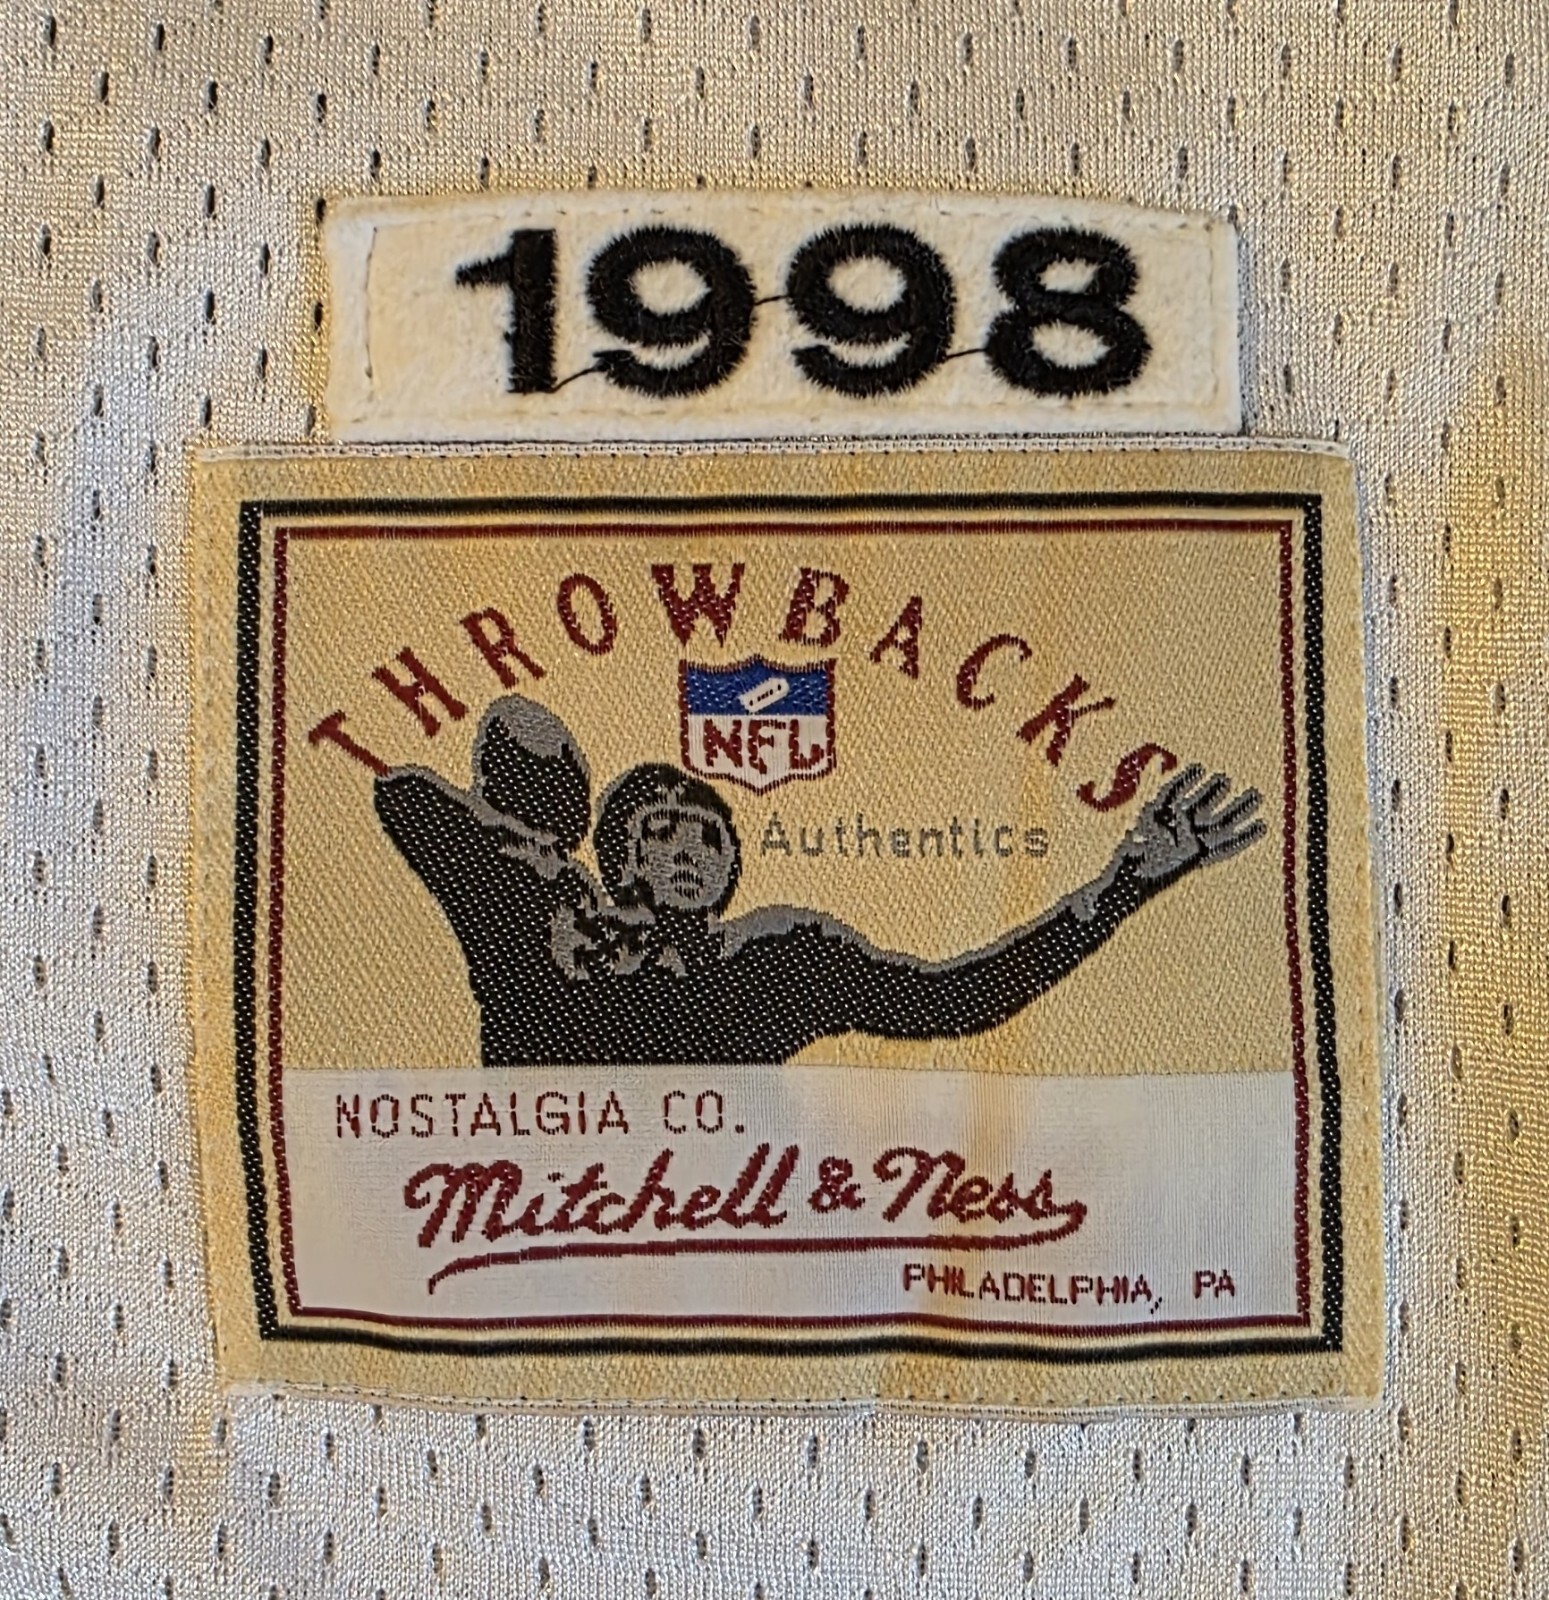 1998
THROWBACKS
NFL
Authentics
NOSTALGIA CO.
Mitchell & Ness
PHILADELPHIA, PA